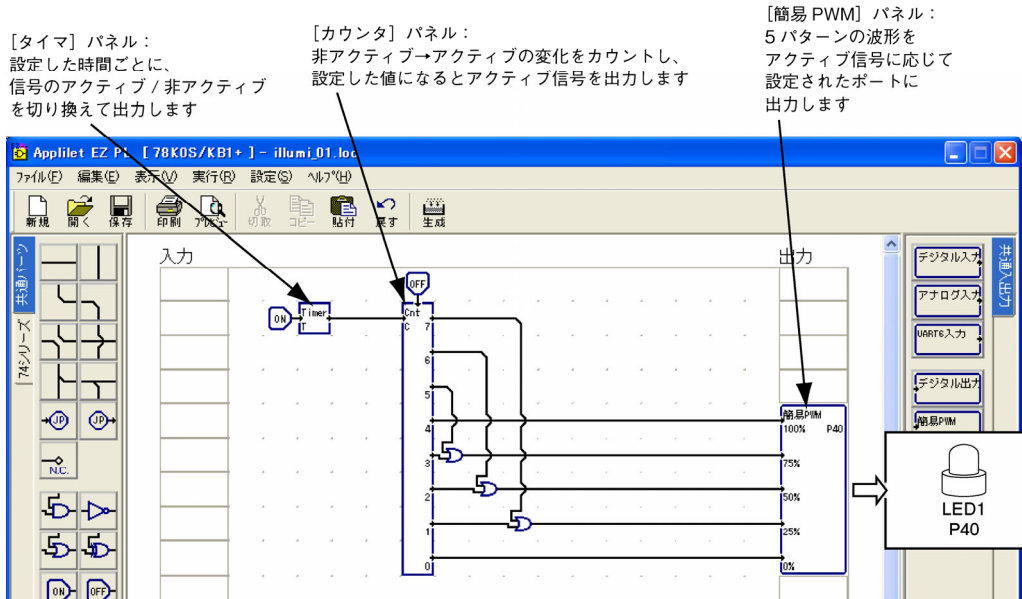 [タイマ] パネル：
設定した時間ごとに、
信号のアクティブ / 非アクティブ
を切り換えて出力します
[カウンタ] パネル：
非アクティブ→アクティブの変化をカウントし、
設定した値になるとアクティブ信号を出力します
[簡易 PWM] パネル：
5 パターンの波形を
アクティブ信号に応じて
設定されたポートに
出力します
Applilet EZ PL [ 78K0S/KB1+ ] - illumi_01.loc
ファイル(F) 編集(E) 表示(V) 実行(R) 設定(S) ヘルプ(H)
新規 開く 保存 印刷 プレビュー 切取 コピー 貼付 戻す 生成
共通パーツ
74シリーズ
JP JP
N.C.
ON OFF
入力
出力
ON
Timer
T
OFF
Cnt
C 7
6
5
4
3
2
1
0
簡易PWM
100% P40
75%
50%
25%
0%
共通入出力
デジタル入力
アナログ入力
UART6入力
デジタル出力
簡易PWM
LED1
P40